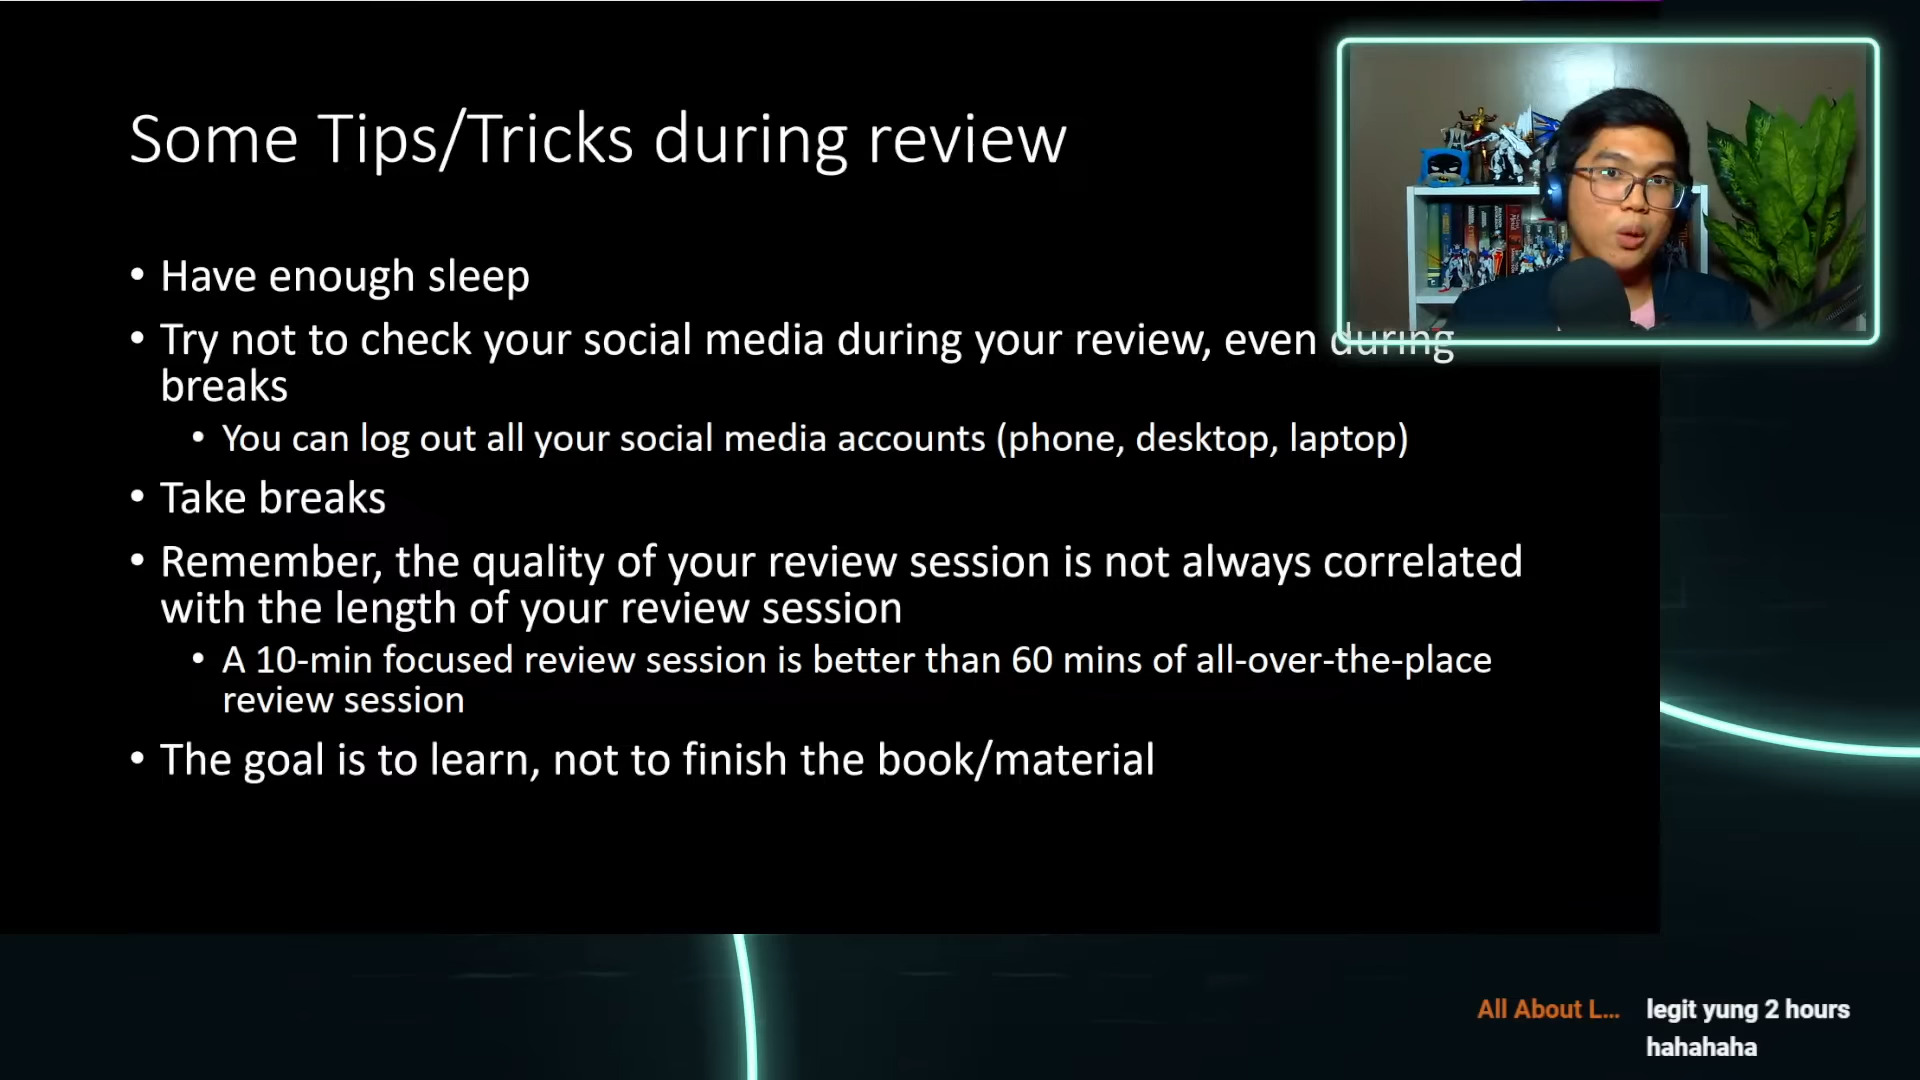 Some Tips/Tricks during review
• Have enough sleep
• Try not to check your social media during your review, even during
breaks
• You can log out all your social media accounts (phone, desktop, laptop)
• Take breaks
• Remember, the quality of your review session is not always correlated
with the length of your review session
• A 10-min focused review session is better than 60 mins of all-over-the-place
review session
• The goal is to learn, not to finish the book/material
All About L... legit yung 2 hours
hahahaha